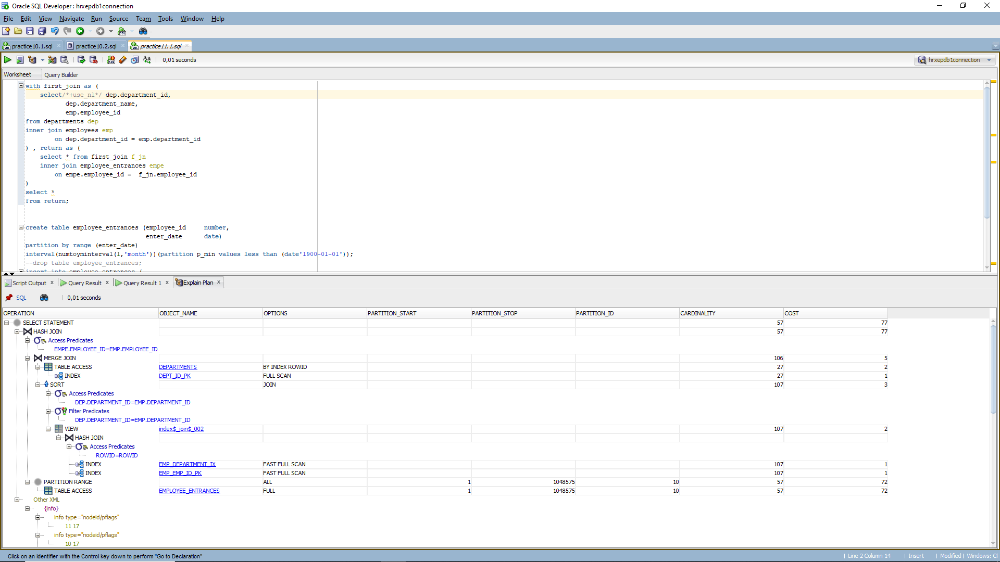 Oracle SQL Developer : hrxepdb1connection
File Edit View Navigate Run Source Team Tools Window Help
practice10.1.sql practice10.2.sql practice11.1.sql
0,01 seconds hrxepdb1connection
Worksheet Query Builder
with first_join as (
select/*+use_nl*/ dep.department_id,
dep.department_name,
emp.employee_id
from departments dep
inner join employees emp
on dep.department_id = emp.department_id
) , return as (
select * from first_join f_jn
inner join employee_entrances empe
on empe.employee_id =  f_jn.employee_id
)
select *
from return;
create table employee_entrances (employee_id     number,
enter_date      date)
partition by range (enter_date)
interval(numtoyminterval(1,'month'))(partition p_min values less than (date'1900-01-01'));
--drop table employee_entrances;
insert into employee_entrances (
Script Output Query Result Query Result 1 Explain Plan
SQL 0,01 seconds
OPERATION OBJECT_NAME OPTIONS PARTITION_START PARTITION_STOP PARTITION_ID CARDINALITY COST
SELECT STATEMENT 57 77
HASH JOIN 57 77
Access Predicates
EMPE.EMPLOYEE_ID=EMP.EMPLOYEE_ID
MERGE JOIN 106 5
TABLE ACCESS DEPARTMENTS BY INDEX ROWID 27 2
INDEX DEPT_ID_PK FULL SCAN 27 1
SORT JOIN 107 3
Access Predicates
DEP.DEPARTMENT_ID=EMP.DEPARTMENT_ID
Filter Predicates
DEP.DEPARTMENT_ID=EMP.DEPARTMENT_ID
VIEW index$_join$_002 107 2
HASH JOIN
Access Predicates
ROWID=ROWID
INDEX EMP_DEPARTMENT_IX FAST FULL SCAN 107 1
INDEX EMP_EMP_ID_PK FAST FULL SCAN 107 1
PARTITION RANGE ALL 1 1048575 10 57 72
TABLE ACCESS EMPLOYEE_ENTRANCES FULL 1 1048575 10 57 72
Other XML
{info}
info type="nodeid/pflags"
11 17
info type="nodeid/pflags"
10 17
Click on an identifier with the Control key down to perform "Go to Declaration" | Line 2 Column 14 | Insert | Modified | Windows: CF